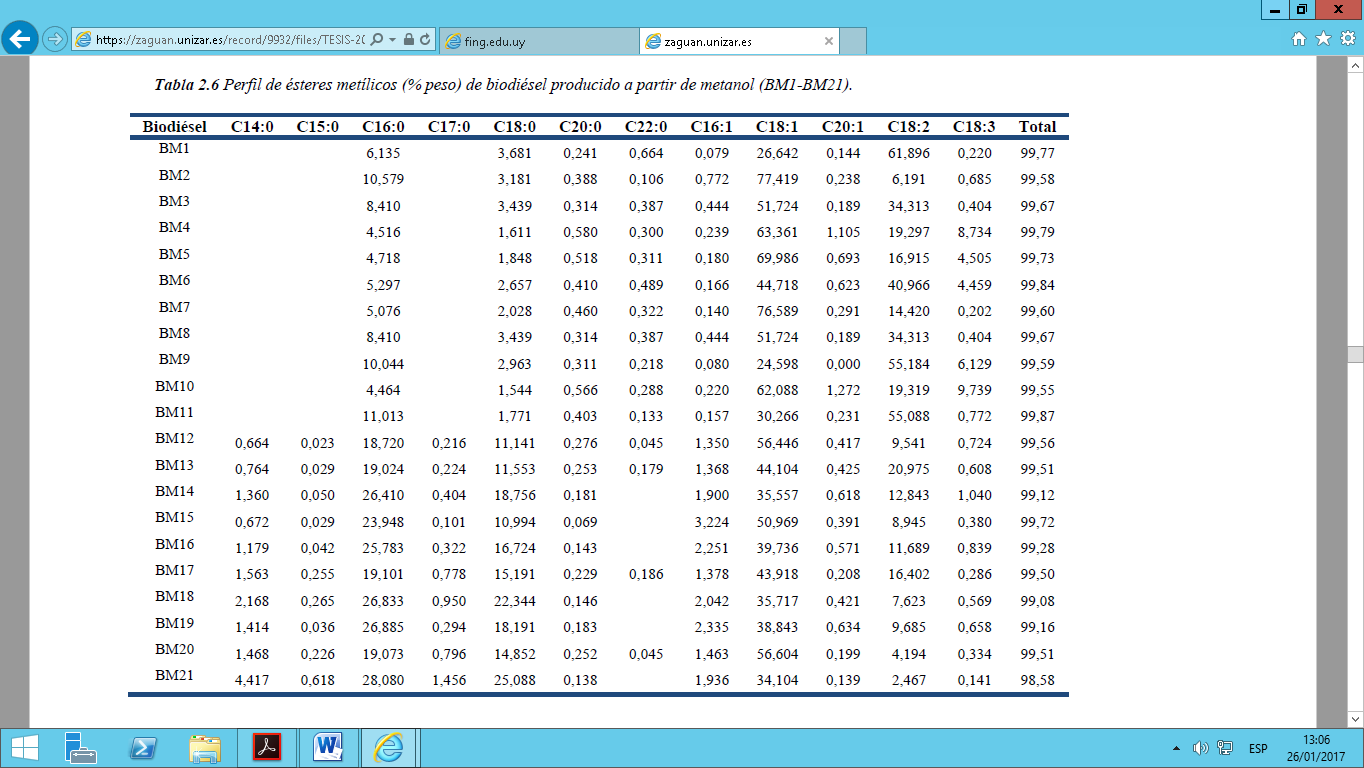 https://zaguan.unizar.es/record/9932/files/TESIS-20
fing.edu.uy
zaguan.unizar.es
Tabla 2.6 Perfil de ésteres metílicos (% peso) de biodiésel producido a partir de metanol (BM1-BM21).
Biodiésel C14:0 C15:0 C16:0 C17:0 C18:0 C20:0 C22:0 C16:1 C18:1 C20:1 C18:2 C18:3 Total
BM1 6,135 3,681 0,241 0,664 0,079 26,642 0,144 61,896 0,220 99,77
BM2 10,579 3,181 0,388 0,106 0,772 77,419 0,238 6,191 0,685 99,58
BM3 8,410 3,439 0,314 0,387 0,444 51,724 0,189 34,313 0,404 99,67
BM4 4,516 1,611 0,580 0,300 0,239 63,361 1,105 19,297 8,734 99,79
BM5 4,718 1,848 0,518 0,311 0,180 69,986 0,693 16,915 4,505 99,73
BM6 5,297 2,657 0,410 0,489 0,166 44,718 0,623 40,966 4,459 99,84
BM7 5,076 2,028 0,460 0,322 0,140 76,589 0,291 14,420 0,202 99,60
BM8 8,410 3,439 0,314 0,387 0,444 51,724 0,189 34,313 0,404 99,67
BM9 10,044 2,963 0,311 0,218 0,080 24,598 0,000 55,184 6,129 99,59
BM10 4,464 1,544 0,566 0,288 0,220 62,088 1,272 19,319 9,739 99,55
BM11 11,013 1,771 0,403 0,133 0,157 30,266 0,231 55,088 0,772 99,87
BM12 0,664 0,023 18,720 0,216 11,141 0,276 0,045 1,350 56,446 0,417 9,541 0,724 99,56
BM13 0,764 0,029 19,024 0,224 11,553 0,253 0,179 1,368 44,104 0,425 20,975 0,608 99,51
BM14 1,360 0,050 26,410 0,404 18,756 0,181 1,900 35,557 0,618 12,843 1,040 99,12
BM15 0,672 0,029 23,948 0,101 10,994 0,069 3,224 50,969 0,391 8,945 0,380 99,72
BM16 1,179 0,042 25,783 0,322 16,724 0,143 2,251 39,736 0,571 11,689 0,839 99,28
BM17 1,563 0,255 19,101 0,778 15,191 0,229 0,186 1,378 43,918 0,208 16,402 0,286 99,50
BM18 2,168 0,265 26,833 0,950 22,344 0,146 2,042 35,717 0,421 7,623 0,569 99,08
BM19 1,414 0,036 26,885 0,294 18,191 0,183 2,335 38,843 0,634 9,685 0,658 99,16
BM20 1,468 0,226 19,073 0,796 14,852 0,252 0,045 1,463 56,604 0,199 4,194 0,334 99,51
BM21 4,417 0,618 28,080 1,456 25,088 0,138 1,936 34,104 0,139 2,467 0,141 98,58
ESP
13:06
26/01/2017